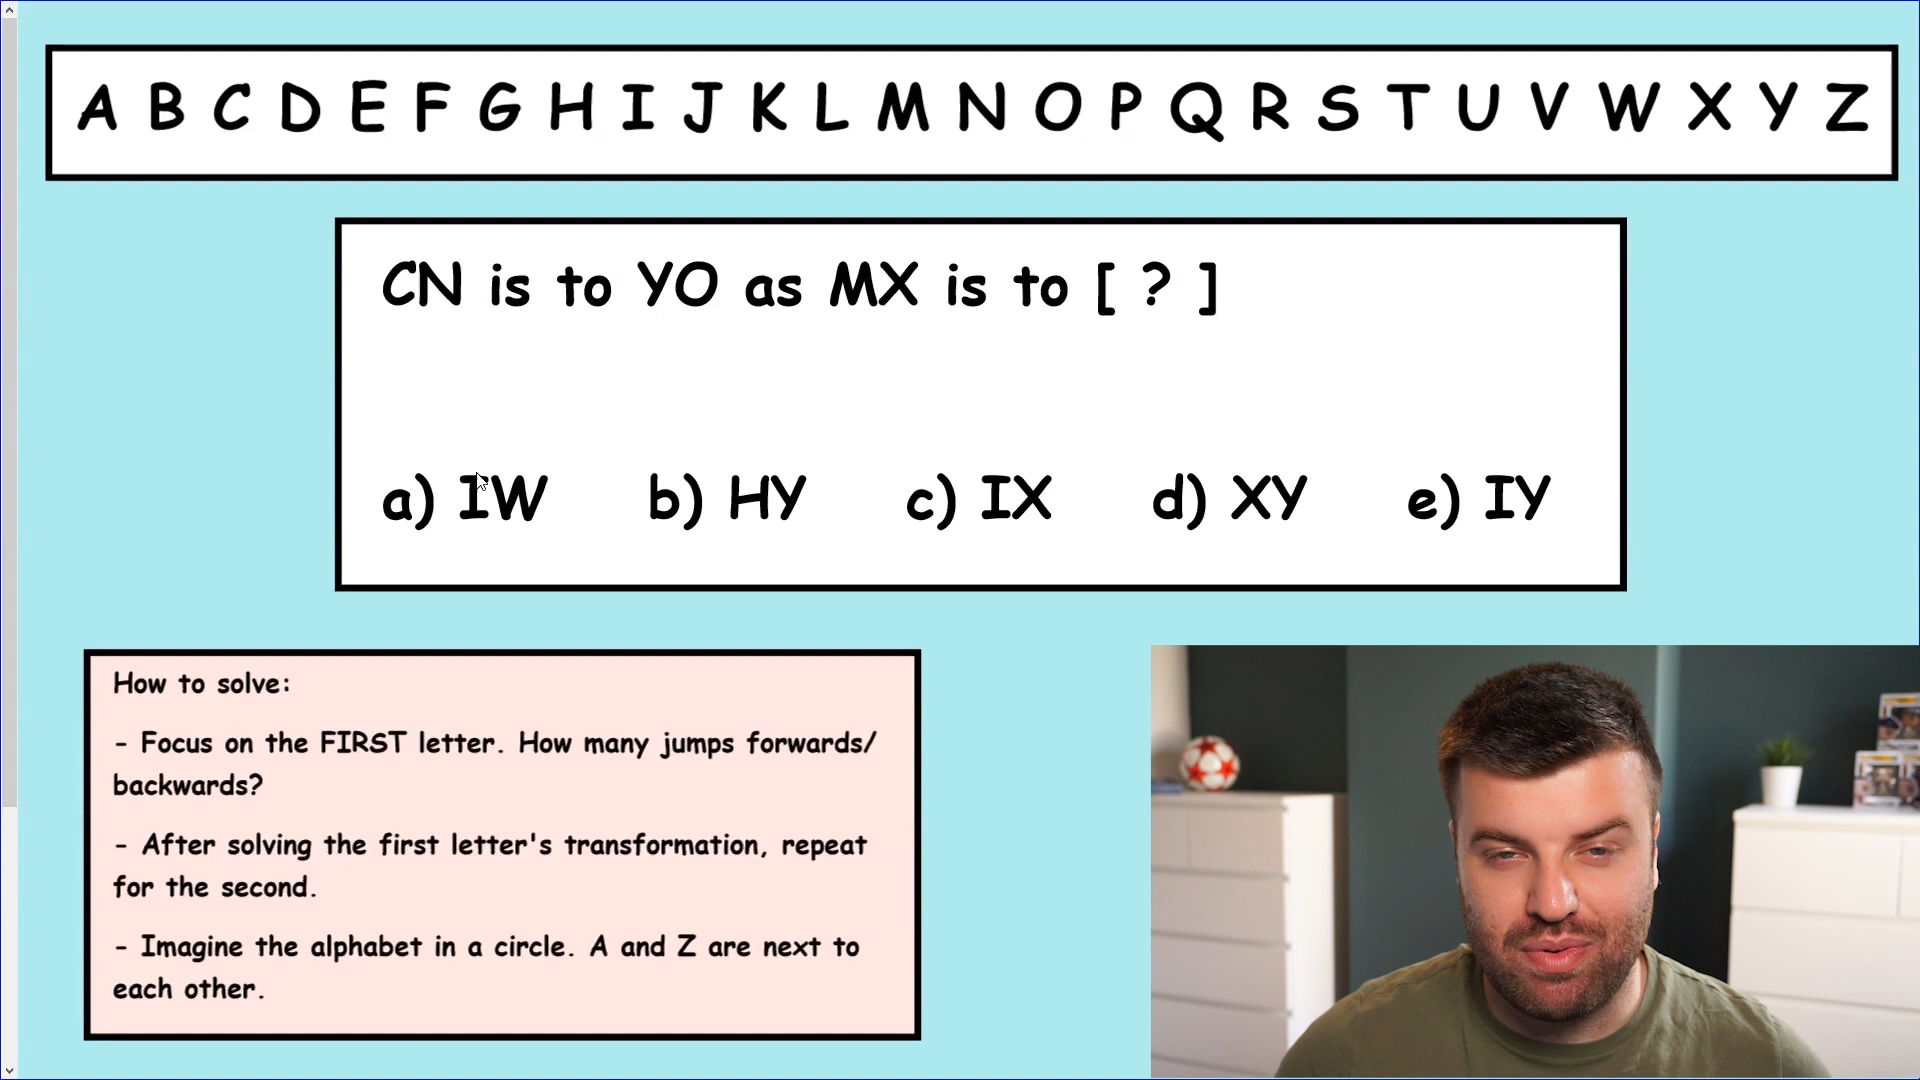 A B C D E F G H I J K L M N O P Q R S T U V W X Y Z
CN is to YO as MX is to [ ? ]
a) IW b) HY c) IX d) XY e) IY
How to solve:
- Focus on the FIRST letter. How many jumps forwards/
backwards?
- After solving the first letter's transformation, repeat
for the second.
- Imagine the alphabet in a circle. A and Z are next to
each other.